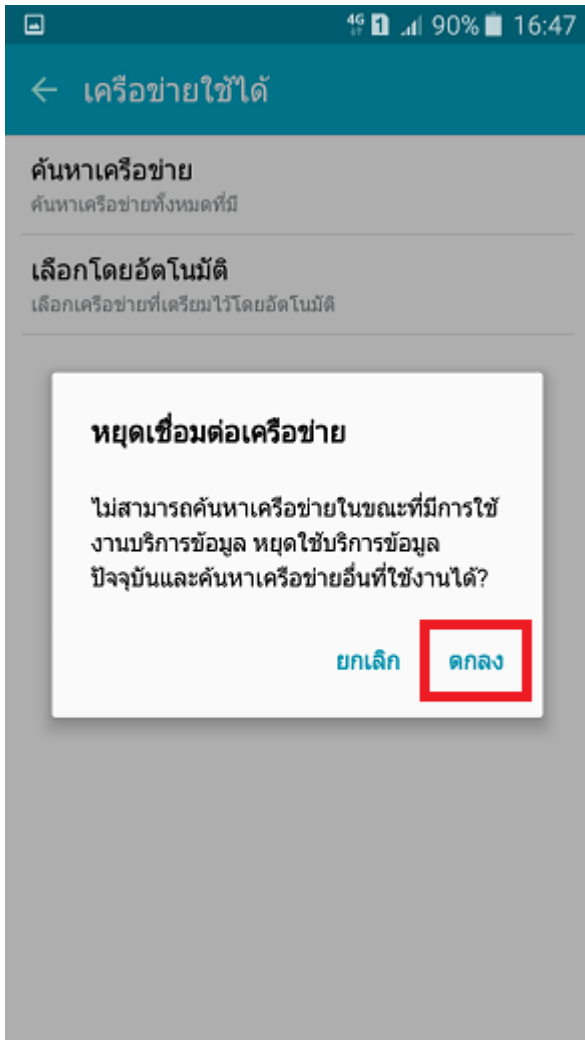 4G 1 90% 16:47
เครือข่ายใช้ได้
ค้นหาเครือข่าย
ค้นหาเครือข่ายทั้งหมดที่มี
เลือกโดยอัตโนมัติ
เลือกเครือข่ายที่เตรียมไว้โดยอัตโนมัติ
หยุดเชื่อมต่อเครือข่าย
ไม่สามารถค้นหาเครือข่ายในขณะที่มีการใช้
งานบริการข้อมูล หยุดใช้บริการข้อมูล
ปัจจุบันและค้นหาเครือข่ายอื่นที่ใช้งานได้?
ยกเลิก ตกลง